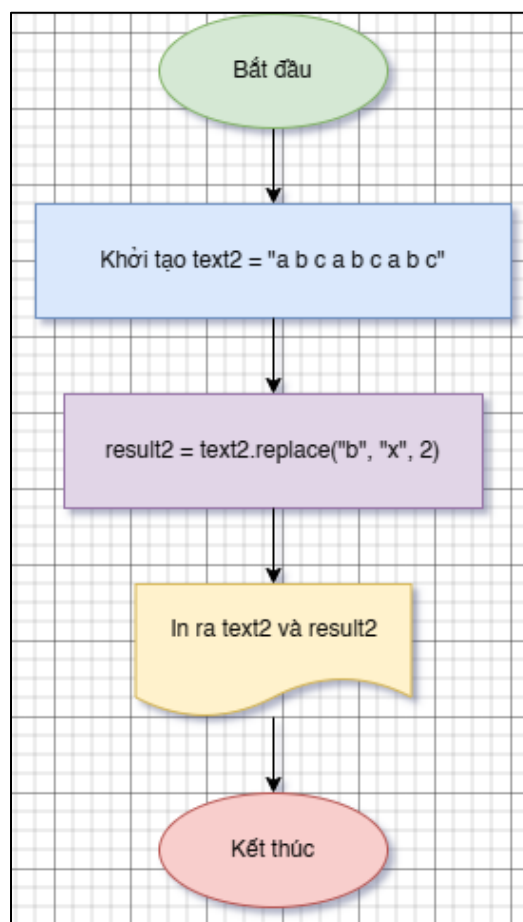 Bắt đầu
Khởi tạo text2 = "a b c a b c a b c"
result2 = text2.replace("b", "x", 2)
In ra text2 và result2
Kết thúc